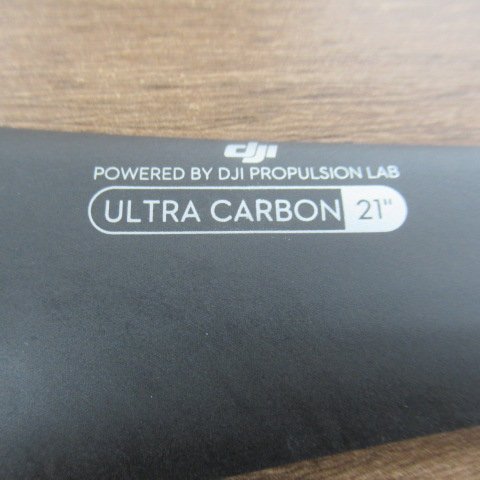 dji
POWERED BY DJI PROPULSION LAB
ULTRA CARBON 21"